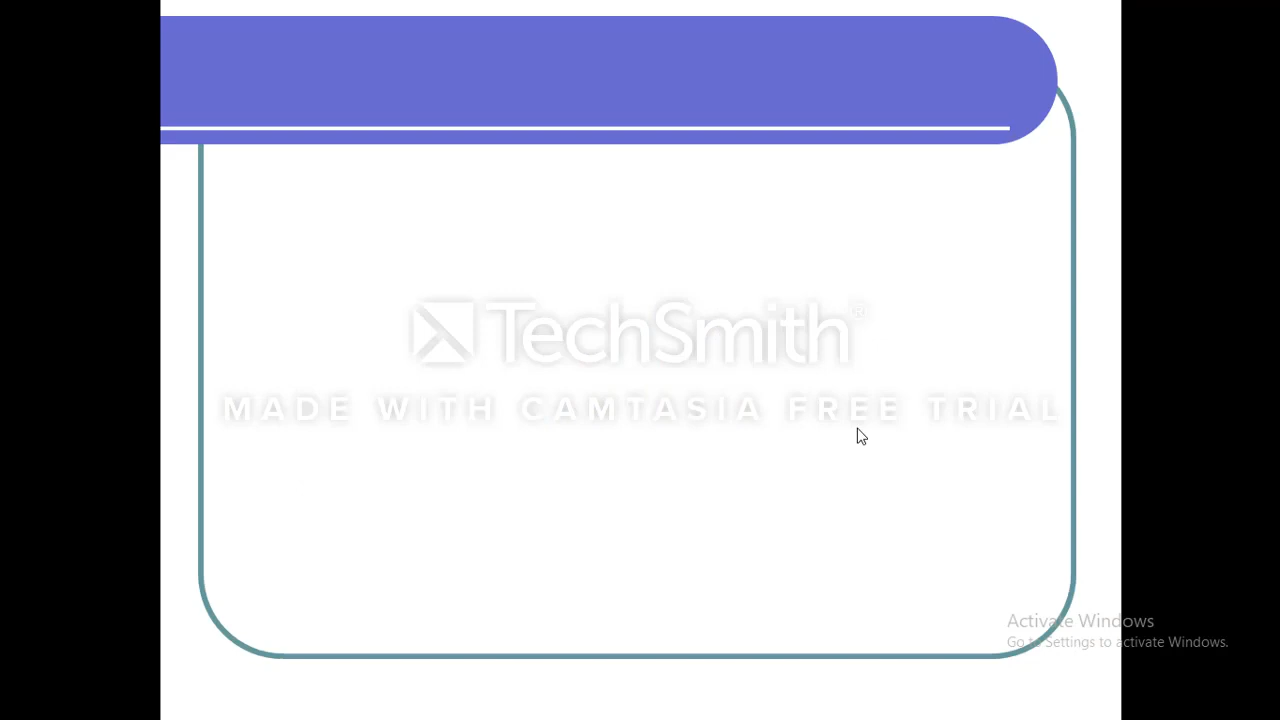 TechSmith®
MADE WITH CAMTASIA FREE TRIAL
Activate Windows
Go to Settings to activate Windows.